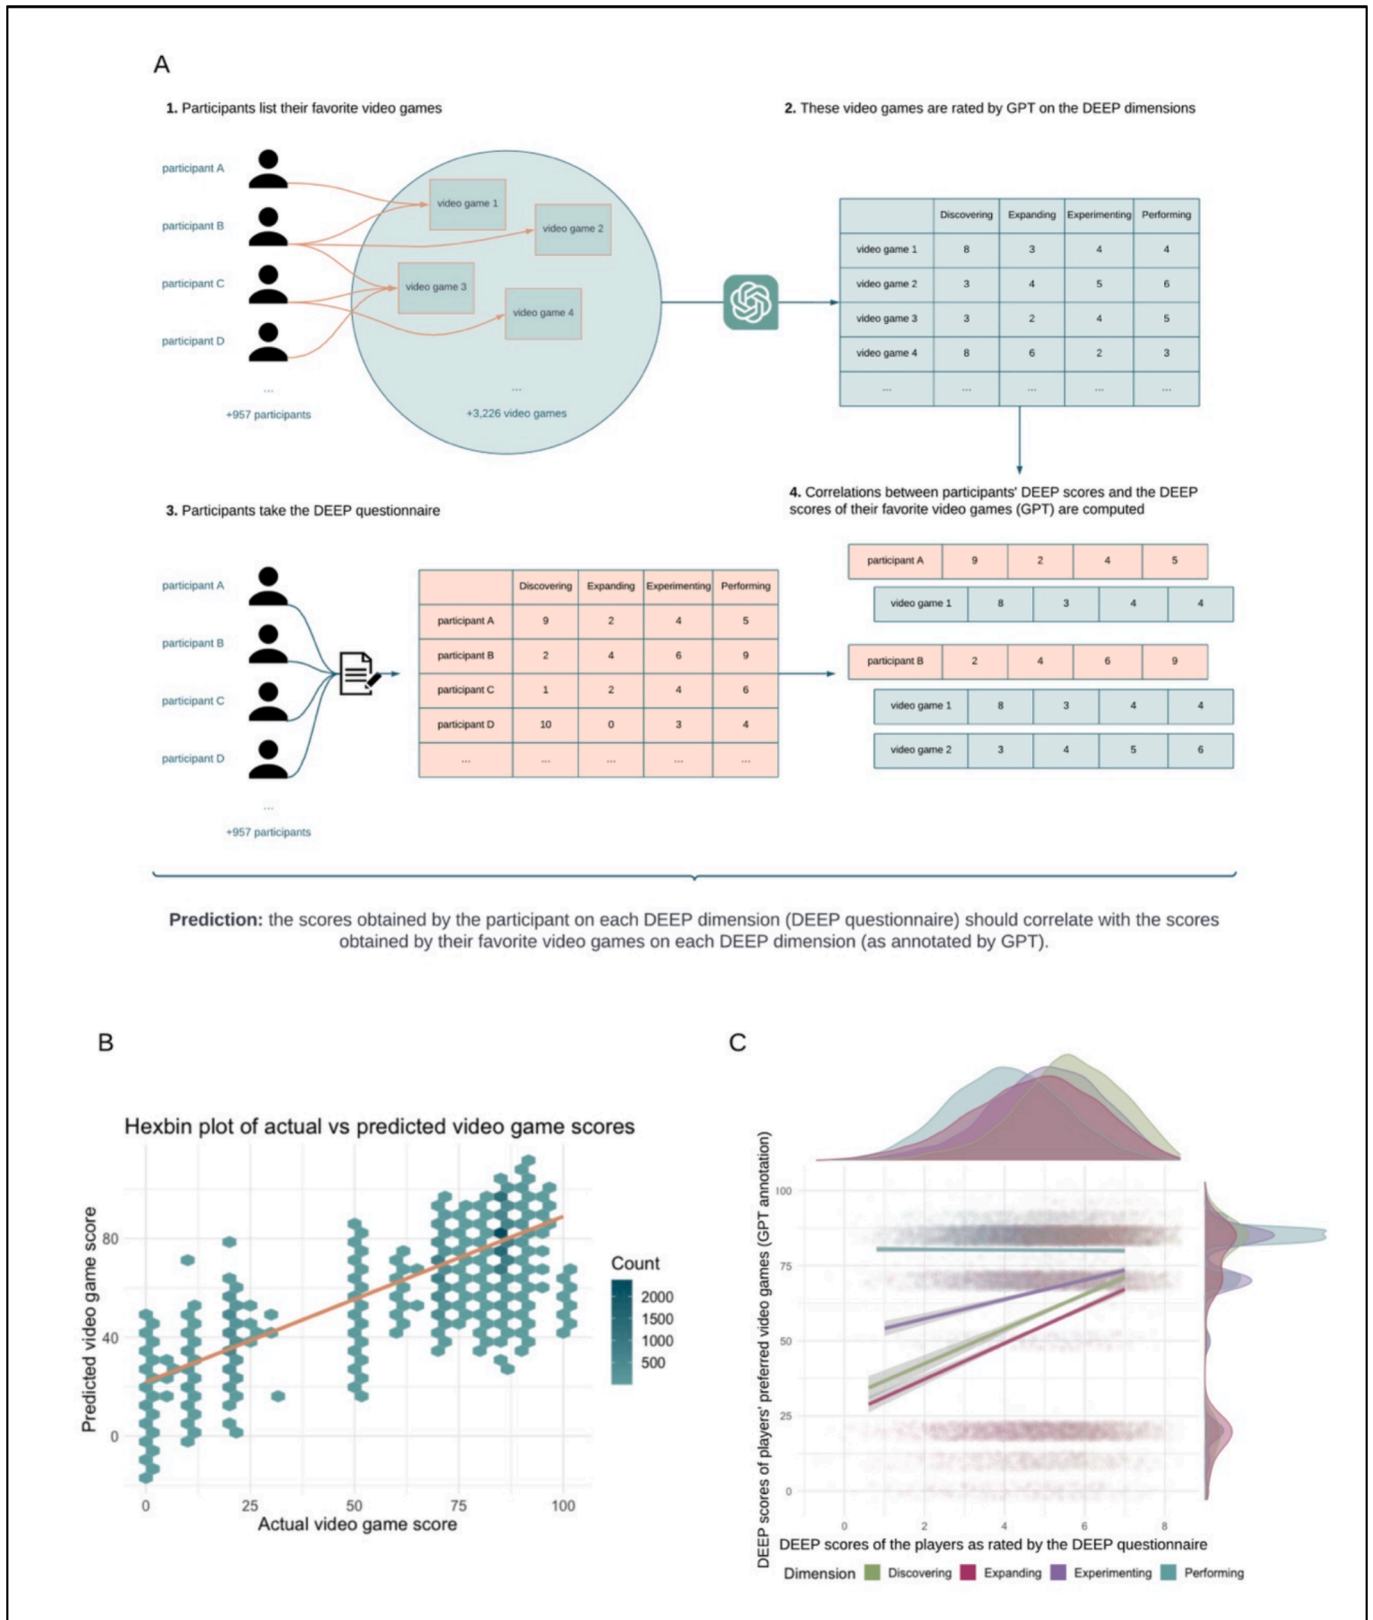 A
1. Participants list their favorite video games
participant A
participant B
participant C
participant D
...
+957 participants
video game 1
video game 2
video game 3
video game 4
...
+3,226 video games
2. These video games are rated by GPT on the DEEP dimensions
Discovering Expanding Experimenting Performing
video game 1 8 3 4 4
video game 2 3 4 5 6
video game 3 3 2 4 5
video game 4 8 6 2 3
... ... ... ... ...
3. Participants take the DEEP questionnaire
participant A
participant B
participant C
participant D
...
+957 participants
Discovering Expanding Experimenting Performing
participant A 9 2 4 5
participant B 2 4 6 9
participant C 1 2 4 6
participant D 10 0 3 4
... ... ... ... ...
4. Correlations between participants' DEEP scores and the DEEP
scores of their favorite video games (GPT) are computed
participant A 9 2 4 5
video game 1 8 3 4 4
participant B 2 4 6 9
video game 1 8 3 4 4
video game 2 3 4 5 6
Prediction: the scores obtained by the participant on each DEEP dimension (DEEP questionnaire) should correlate with the scores
obtained by their favorite video games on each DEEP dimension (as annotated by GPT).
B
Hexbin plot of actual vs predicted video game scores
Predicted video game score
80
40
0
0 25 50 75 100
Actual video game score
Count
2000
1500
1000
500
C
DEEP scores of players' preferred video games (GPT annotation)
100
75
50
25
0
0 2 4 6 8
DEEP scores of the players as rated by the DEEP questionnaire
Dimension Discovering Expanding Experimenting Performing